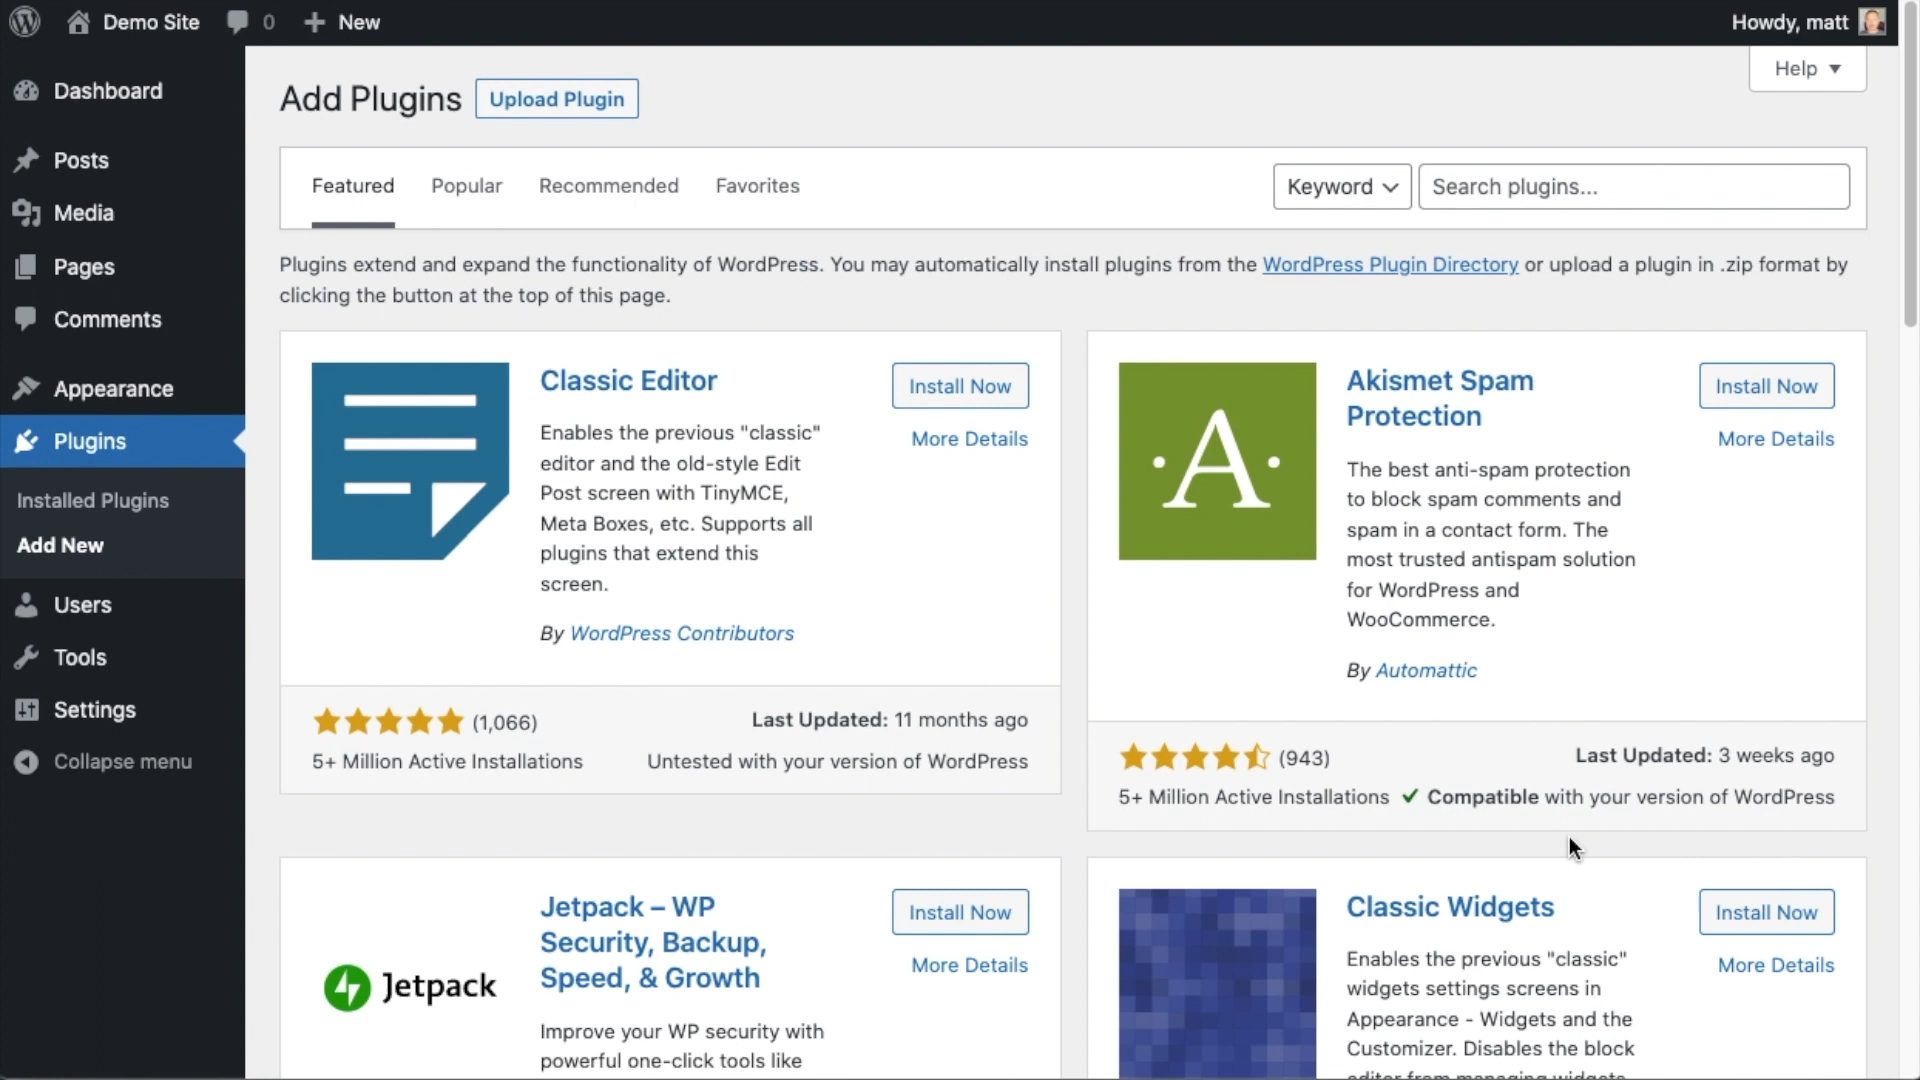 Demo Site 0 New Howdy, matt
Help
Dashboard
Posts
Media
Pages
Comments
Appearance
Plugins
Installed Plugins
Add New
Users
Tools
Settings
Collapse menu
Add Plugins Upload Plugin
Featured Popular Recommended Favorites Keyword Search plugins...
Plugins extend and expand the functionality of WordPress. You may automatically install plugins from the WordPress Plugin Directory or upload a plugin in .zip format by
clicking the button at the top of this page.
Classic Editor
Install Now
More Details
Enables the previous "classic"
editor and the old-style Edit
Post screen with TinyMCE,
Meta Boxes, etc. Supports all
plugins that extend this
screen.
By WordPress Contributors
(1,066)
Last Updated: 11 months ago
5+ Million Active Installations
Untested with your version of WordPress
A
Akismet Spam
Protection
Install Now
More Details
The best anti-spam protection
to block spam comments and
spam in a contact form. The
most trusted antispam solution
for WordPress and
WooCommerce.
By Automattic
(943)
Last Updated: 3 weeks ago
5+ Million Active Installations
Compatible with your version of WordPress
Jetpack
Jetpack – WP
Security, Backup,
Speed, & Growth
Install Now
More Details
Improve your WP security with
powerful one-click tools like
Classic Widgets
Install Now
More Details
Enables the previous "classic"
widgets settings screens in
Appearance - Widgets and the
Customizer. Disables the block
editor from managing widgets